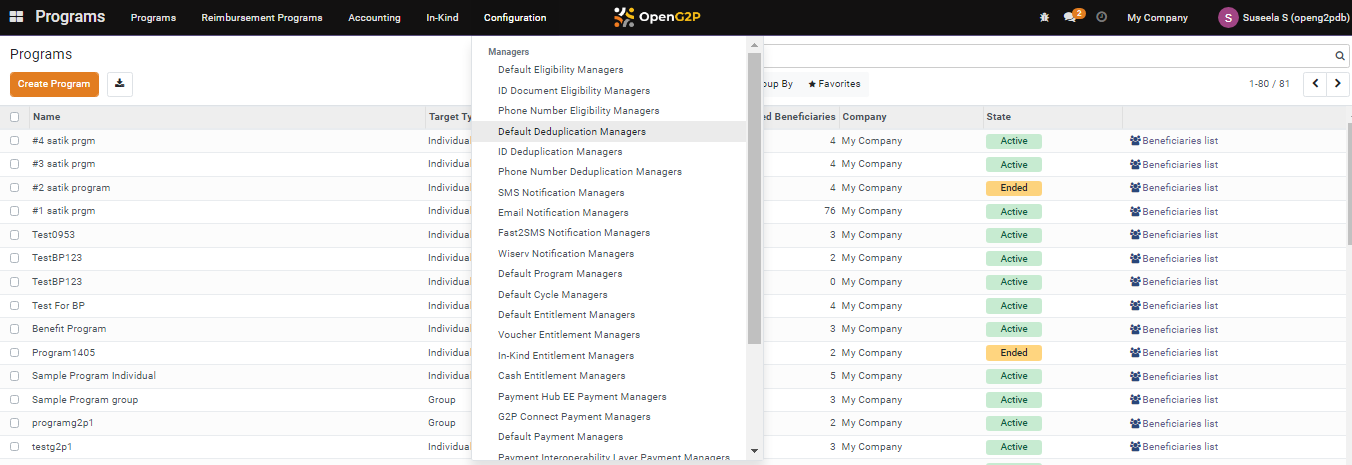 Programs Programs Reimbursement Programs Accounting In-Kind Configuration OpenG2P 2 My Company S Suseela S (openg2pdb)
Programs
Create Program
oup By Favorites 1-80 / 81
Managers
Default Eligibility Managers
ID Document Eligibility Managers
Phone Number Eligibility Managers
Default Deduplication Managers
ID Deduplication Managers
Phone Number Deduplication Managers
SMS Notification Managers
Email Notification Managers
Fast2SMS Notification Managers
Wiserv Notification Managers
Default Program Managers
Default Cycle Managers
Default Entitlement Managers
Voucher Entitlement Managers
In-Kind Entitlement Managers
Cash Entitlement Managers
Payment Hub EE Payment Managers
G2P Connect Payment Managers
Default Payment Managers
Payment Interoperability Layer Payment Managers
Name Target Ty ed Beneficiaries Company State
#4 satik prgm Individual 4 My Company Active Beneficiaries list
#3 satik prgm Individual 4 My Company Active Beneficiaries list
#2 satik program Individual 4 My Company Ended Beneficiaries list
#1 satik prgm Individual 76 My Company Active Beneficiaries list
Test0953 Individual 3 My Company Active Beneficiaries list
TestBP123 Individual 2 My Company Active Beneficiaries list
TestBP123 Individual 0 My Company Active Beneficiaries list
Test For BP Individual 4 My Company Active Beneficiaries list
Benefit Program Individual 3 My Company Active Beneficiaries list
Program1405 Individual 2 My Company Ended Beneficiaries list
Sample Program Individual Individual 5 My Company Active Beneficiaries list
Sample Program group Group 3 My Company Active Beneficiaries list
programg2p1 Group 2 My Company Active Beneficiaries list
testg2p1 Individual 3 My Company Active Beneficiaries list